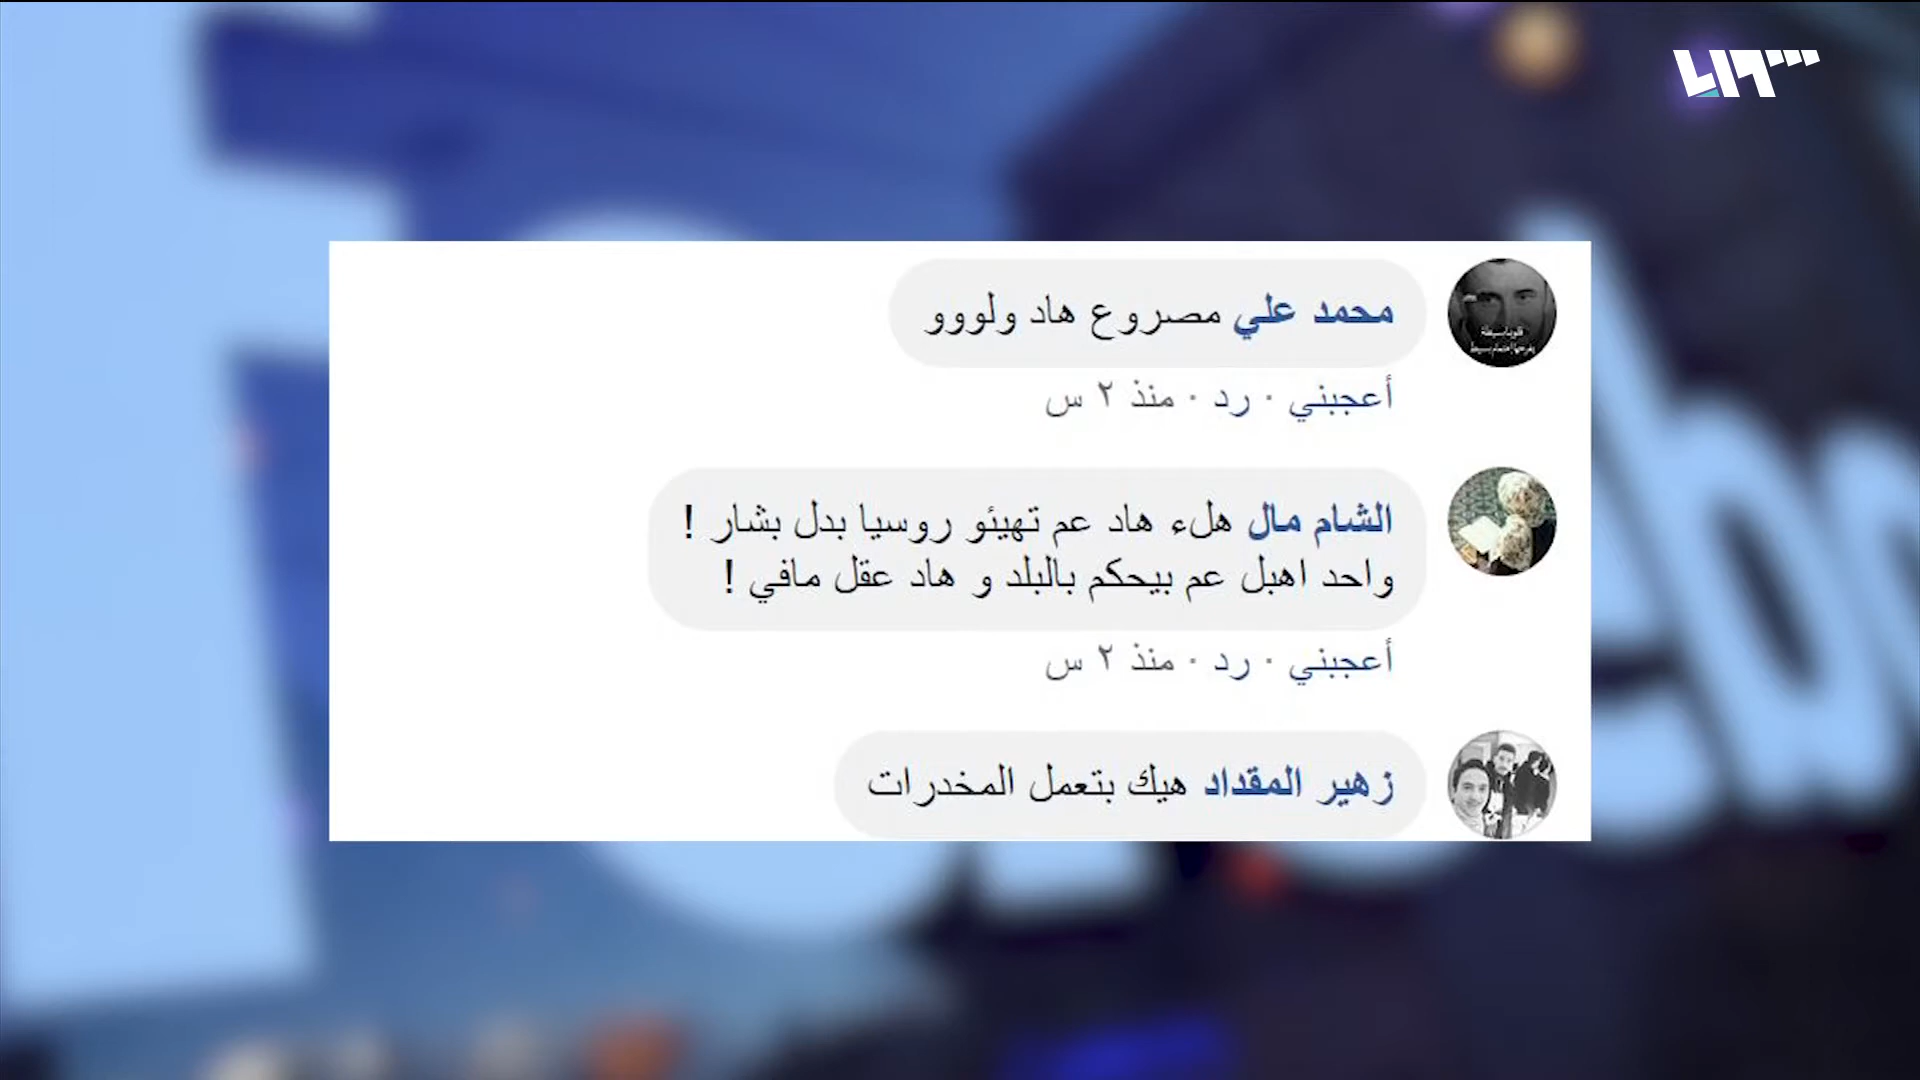 محمد علي مصروع هاد ولووو
أعجبني · رد · منذ ٢ س
الشام مال هلء هاد عم تهيئو روسيا بدل بشار !
واحد اهبل عم بيحكم بالبلد و هاد عقل مافي !
أعجبني · رد · منذ ٢ س
زهير المقداد هيك بتعمل المخدرات